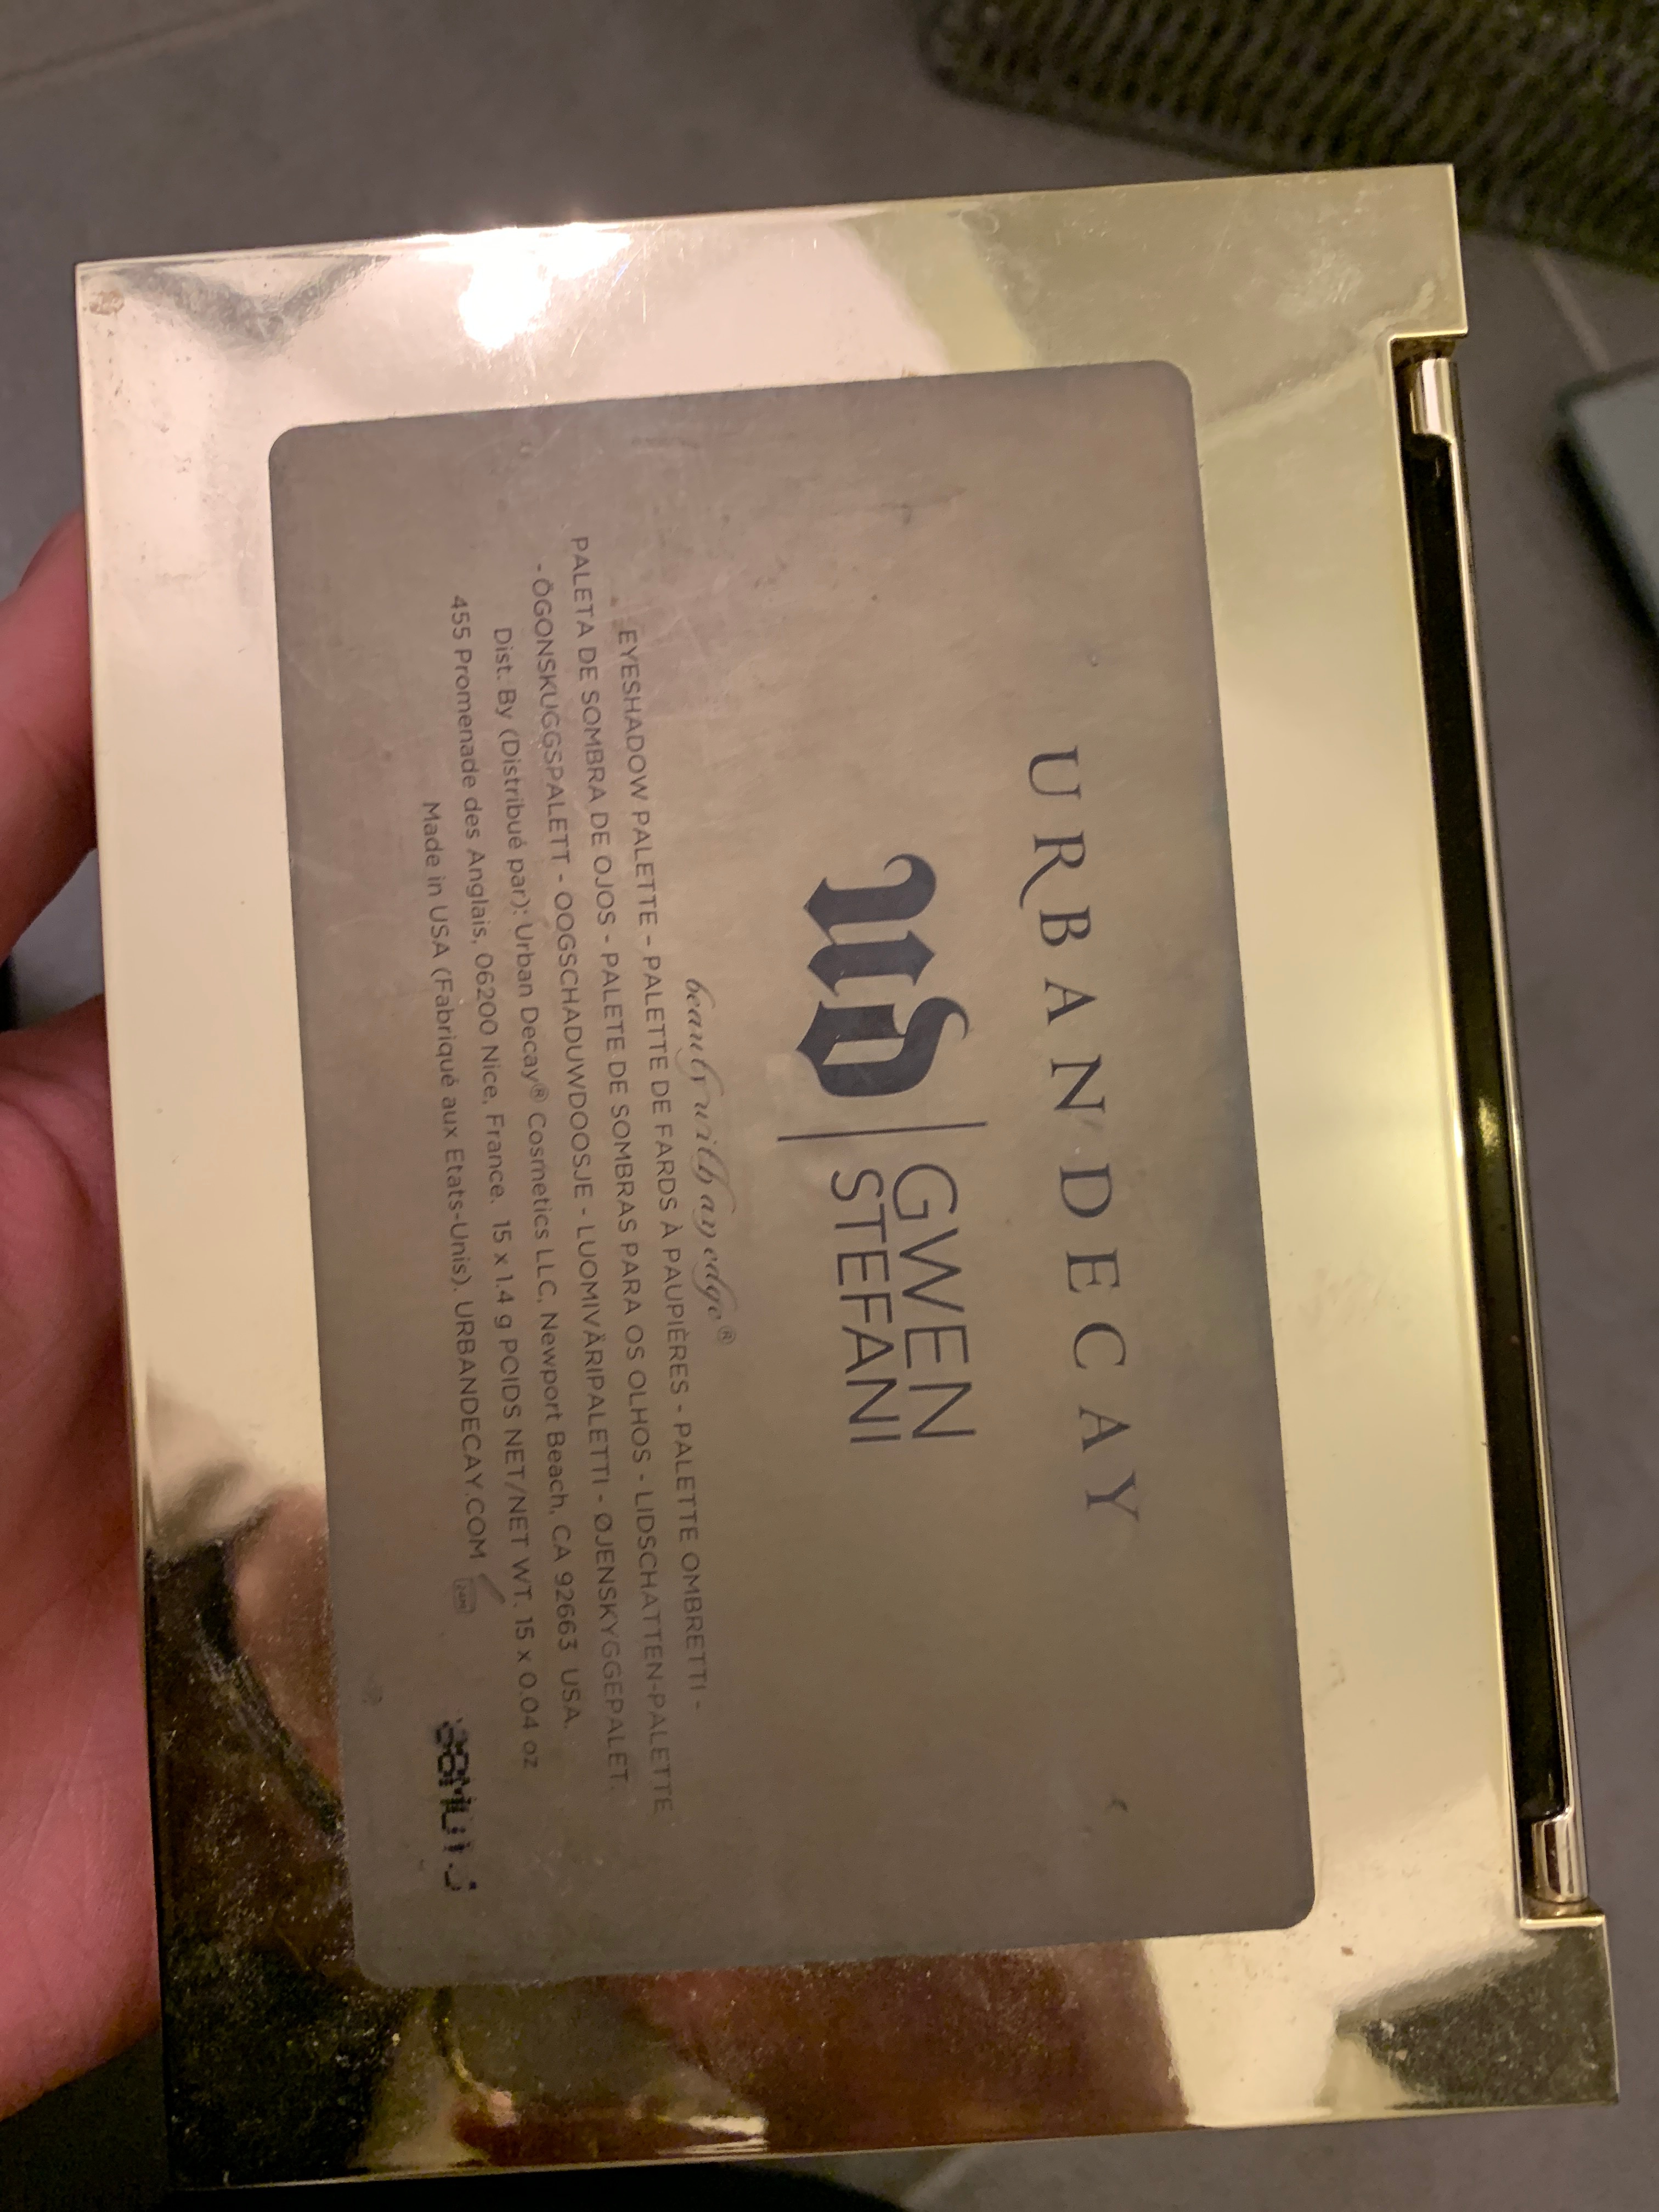 URBAN DECAY
UD
GWEN
STEFANI
beauty with an edge®
EYESHADOW PALETTE - PALETTE DE FARDS À PAUPIÈRES - PALETTE OMBRETTI -
PALETA DE SOMBRA DE OJOS - PALETE DE SOMBRAS PARA OS OLHOS - LIDSCHATTEN-PALETTE
- ÖGONSKUGGSPALETT - OOGSCHADUWDOOSJE - LUOMIVÄRIPALETTI - ØJENSKYGGEPALET.
Dist. By (Distribué par): Urban Decay® Cosmetics LLC, Newport Beach, CA 92663 USA.
455 Promenade des Anglais, 06200 Nice, France. 15 x 1.4 g POIDS NET/NET WT. 15 x 0.04 oz
Made in USA (Fabriqué aux Etats-Unis). URBANDECAY.COM